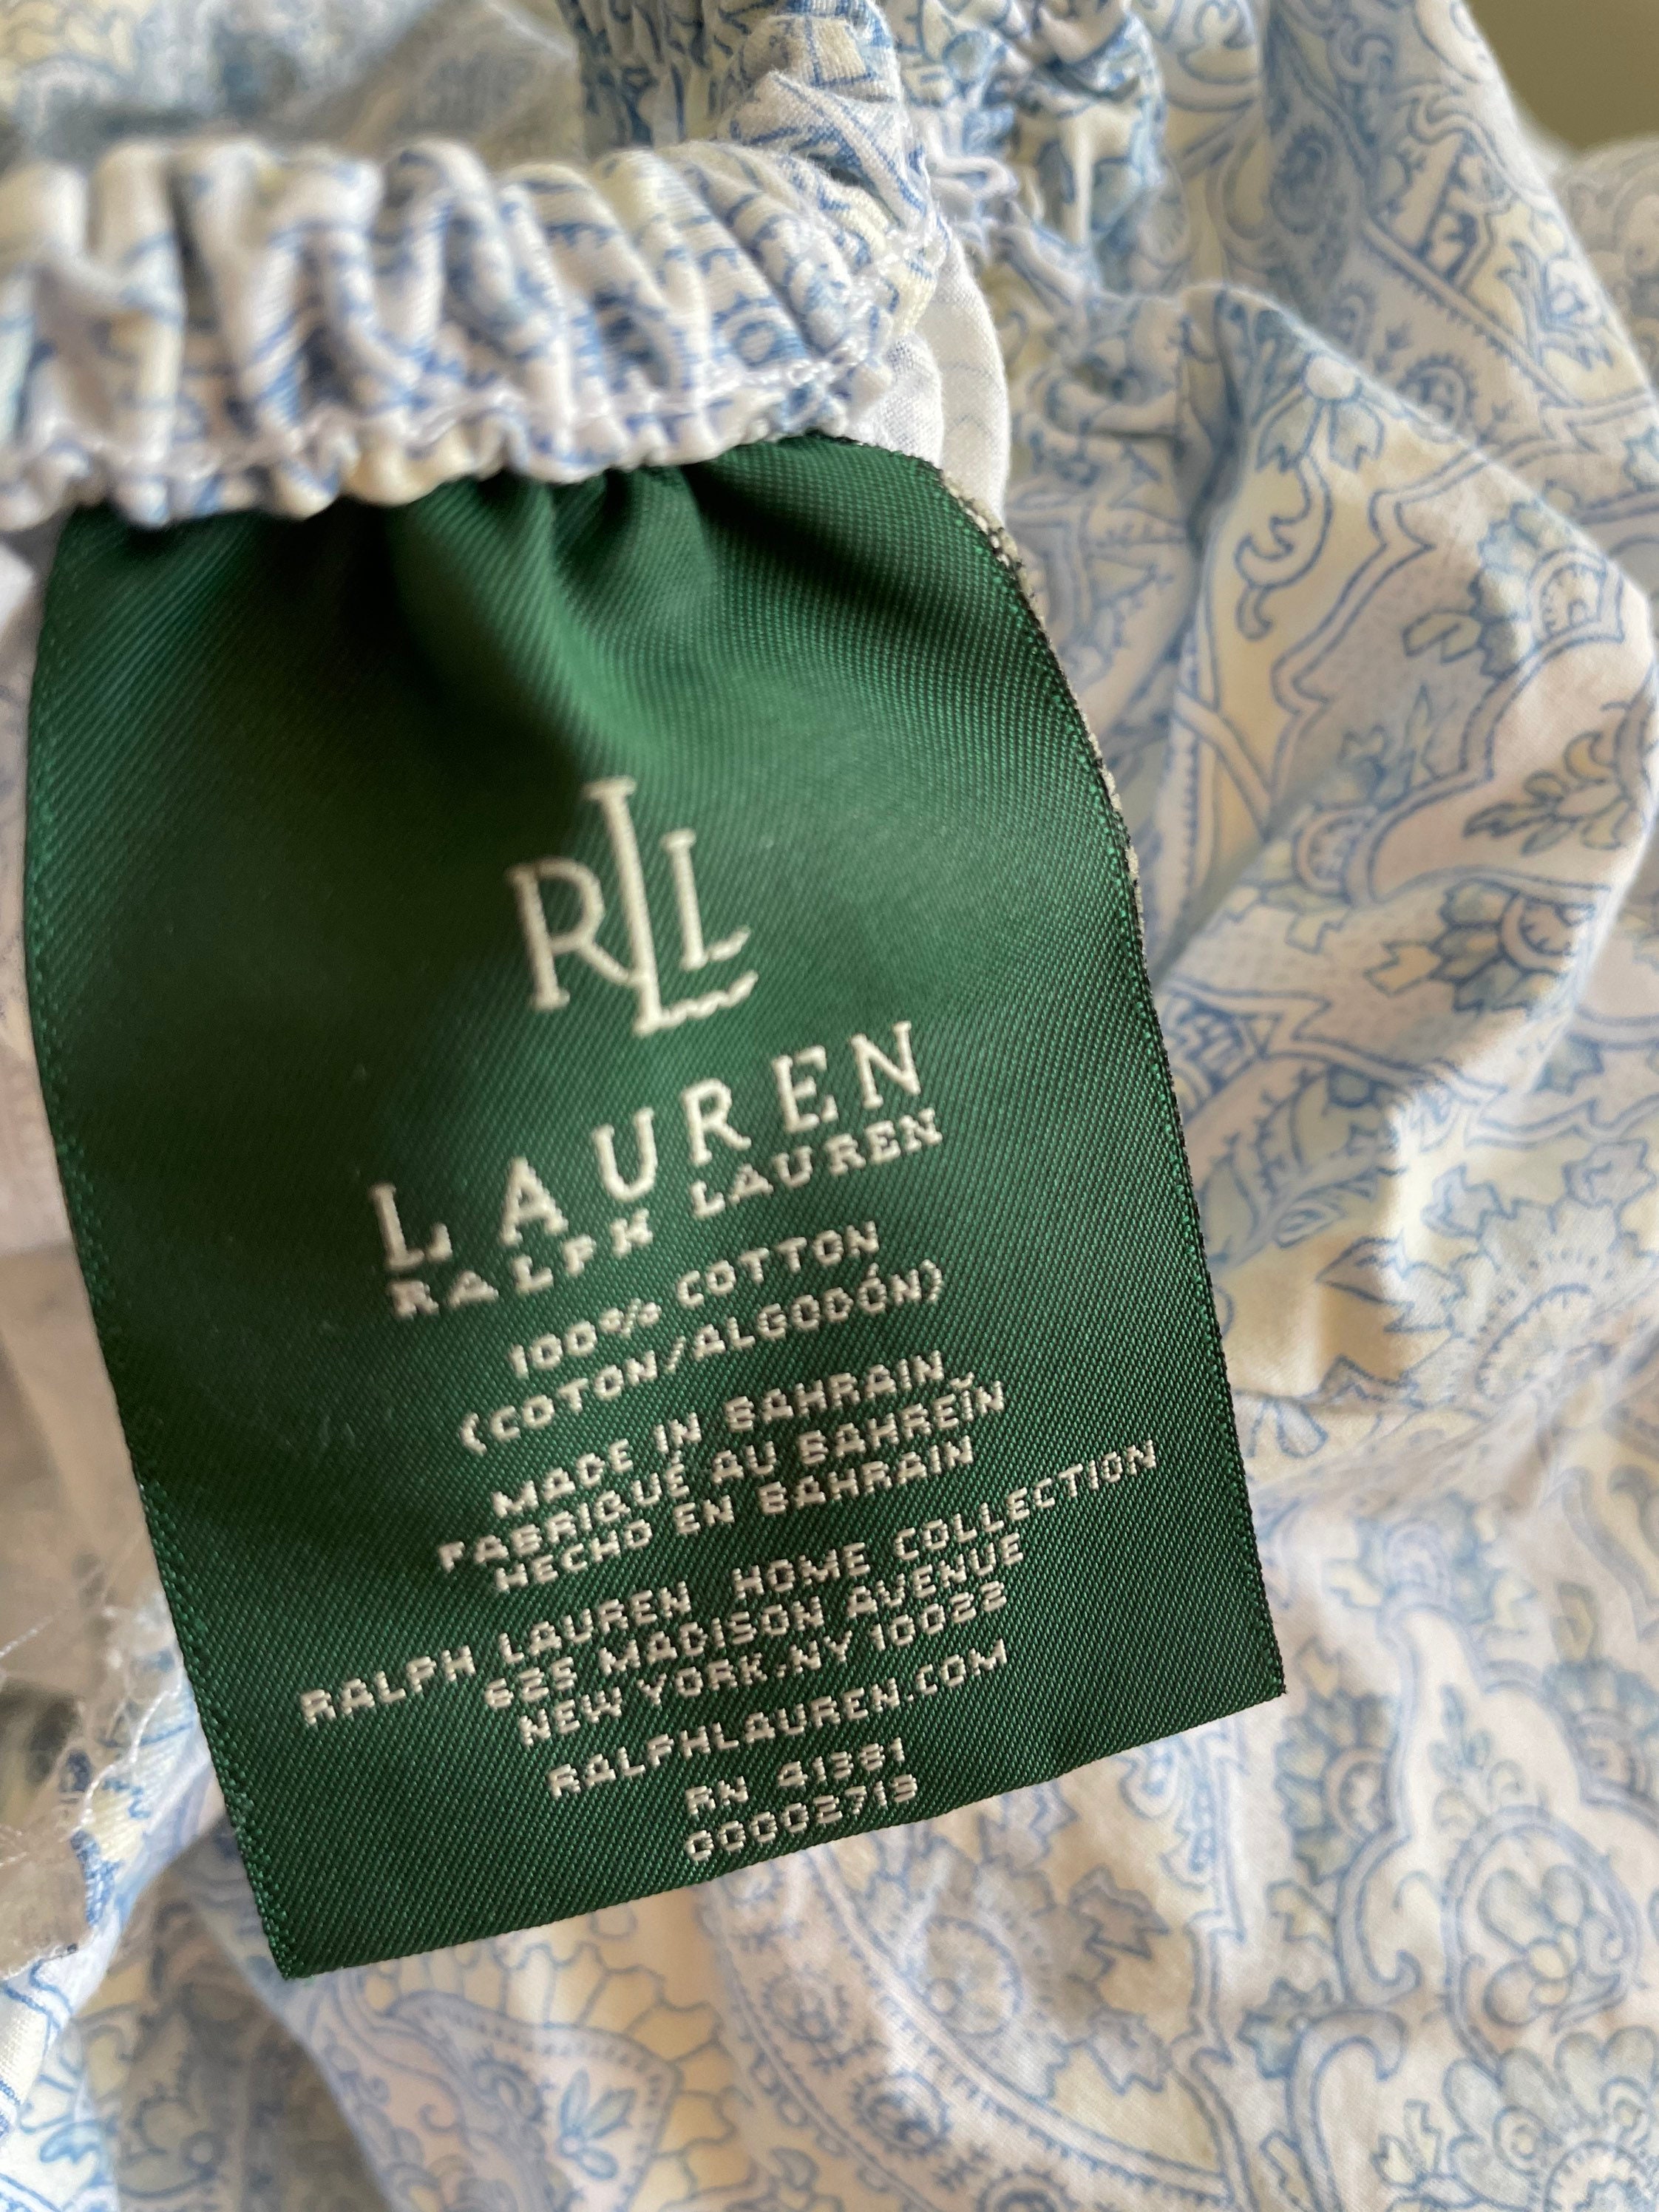 RLL
LAUREN
RALPH LAUREN
100% COTTON
(COTON/ALGODÓN)
MADE IN BAHRAIN
FABRIQUÉ AU BAHREÏN
HECHO EN BAHRAIN
RALPH LAUREN HOME COLLECTION
625 MADISON AVENUE
NEW YORK, NY 10022
RALPHLAUREN.COM
RN 41381